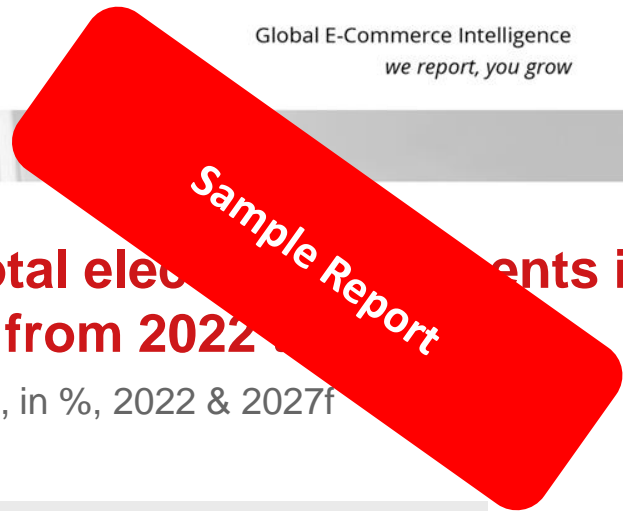 Global E-Commerce Intelligence
we report, you grow
Sample Report
otal elec ents i
from 2022
, in %, 2022 & 2027f